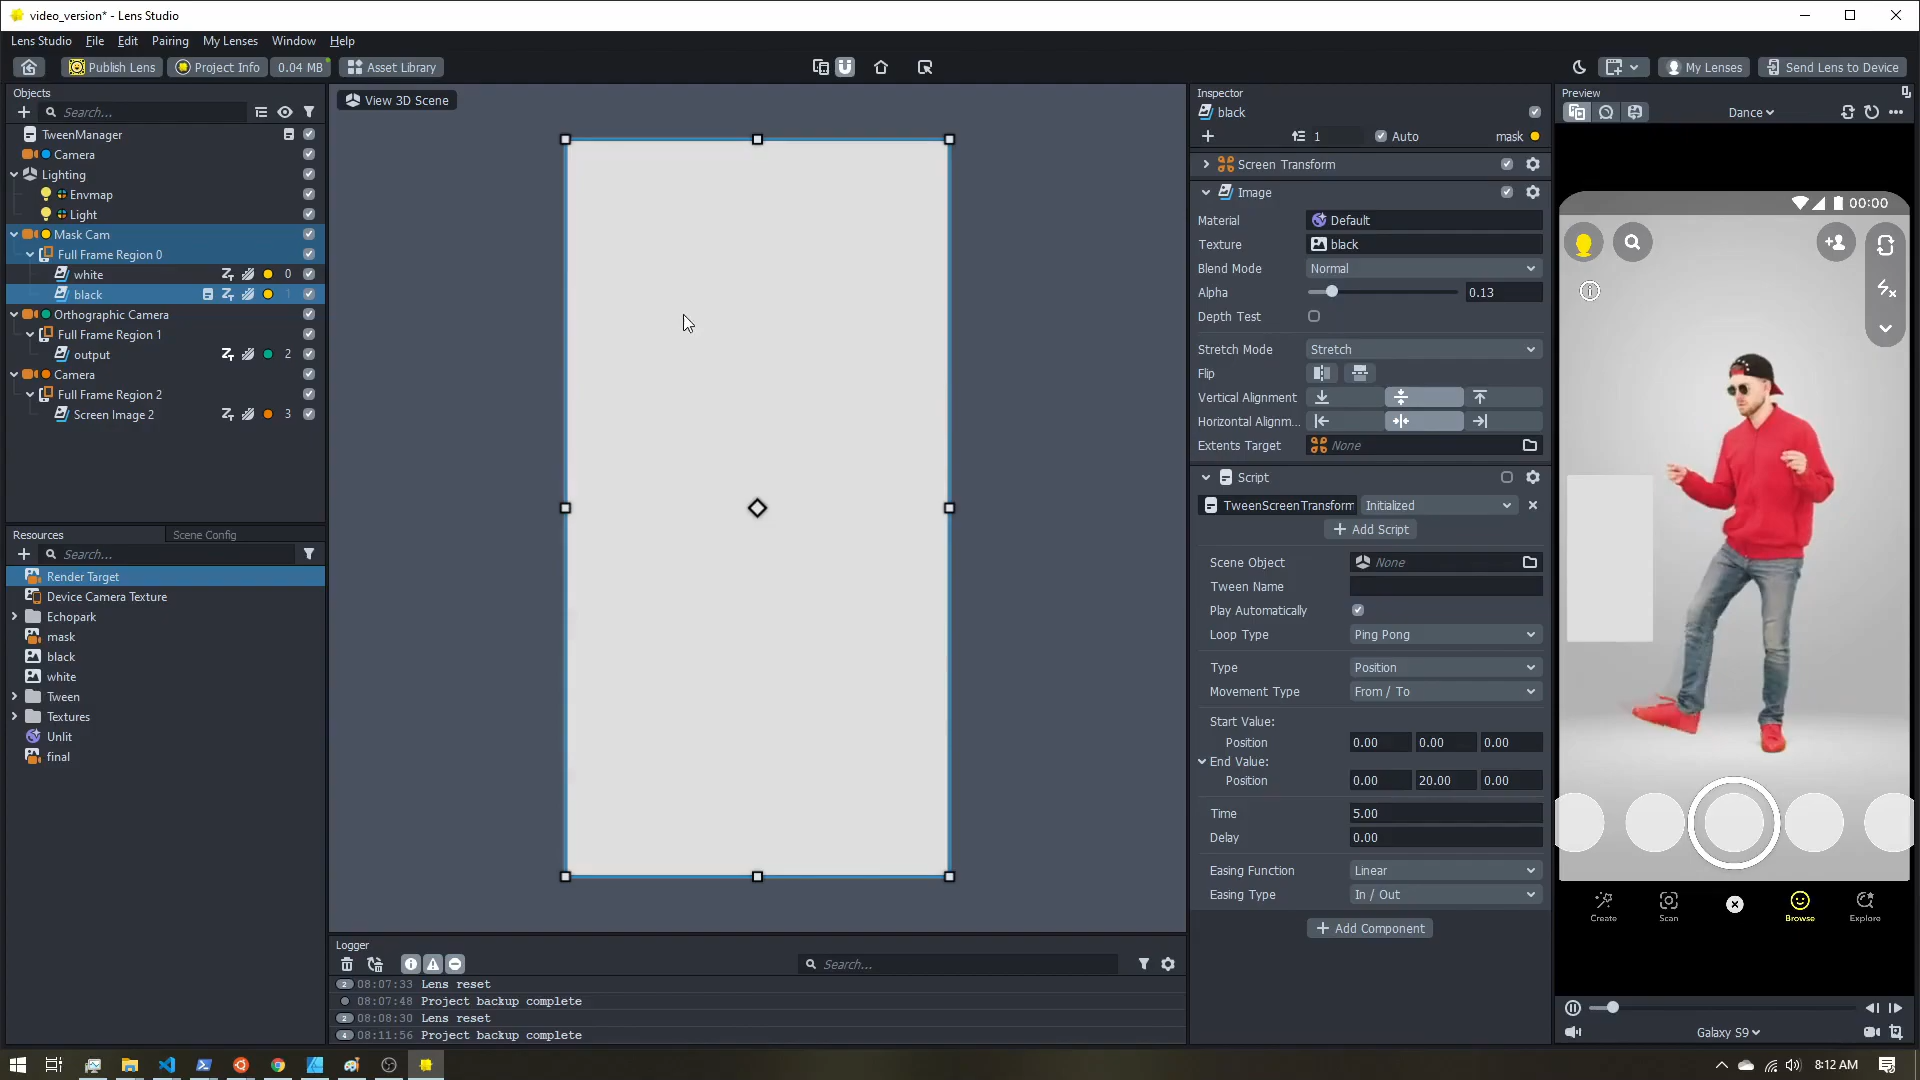 video_version* - Lens Studio
Lens Studio File Edit Pairing My Lenses Window Help
Publish Lens Project Info 0.04 MB Asset Library My Lenses Send Lens to Device
Objects
Search...
TweenManager
Camera
Lighting
Envmap
Light
Mask Cam
Full Frame Region 0
white 0
black 1
Orthographic Camera
Full Frame Region 1
output 2
Camera
Full Frame Region 2
Screen Image 2 3
Resources Scene Config
Search...
Render Target
Device Camera Texture
Echopark
mask
black
white
Tween
Textures
Unlit
final
View 3D Scene
Logger
Search...
2 08:07:33 Lens reset
08:07:48 Project backup complete
2 08:08:30 Lens reset
4 08:11:56 Project backup complete
Inspector
black
1 Auto mask
Screen Transform
Image
Material Default
Texture black
Blend Mode Normal
Alpha 0.13
Depth Test
Stretch Mode Stretch
Flip
Vertical Alignment
Horizontal Alignm...
Extents Target None
Script
TweenScreenTransform Initialized
Add Script
Scene Object None
Tween Name
Play Automatically
Loop Type Ping Pong
Type Position
Movement Type From / To
Start Value:
Position 0.00 0.00 0.00
End Value:
Position 0.00 20.00 0.00
Time 5.00
Delay 0.00
Easing Function Linear
Easing Type In / Out
Add Component
Preview
Dance
00:00
Create Scan Browse Explore
Galaxy S9
8:12 AM